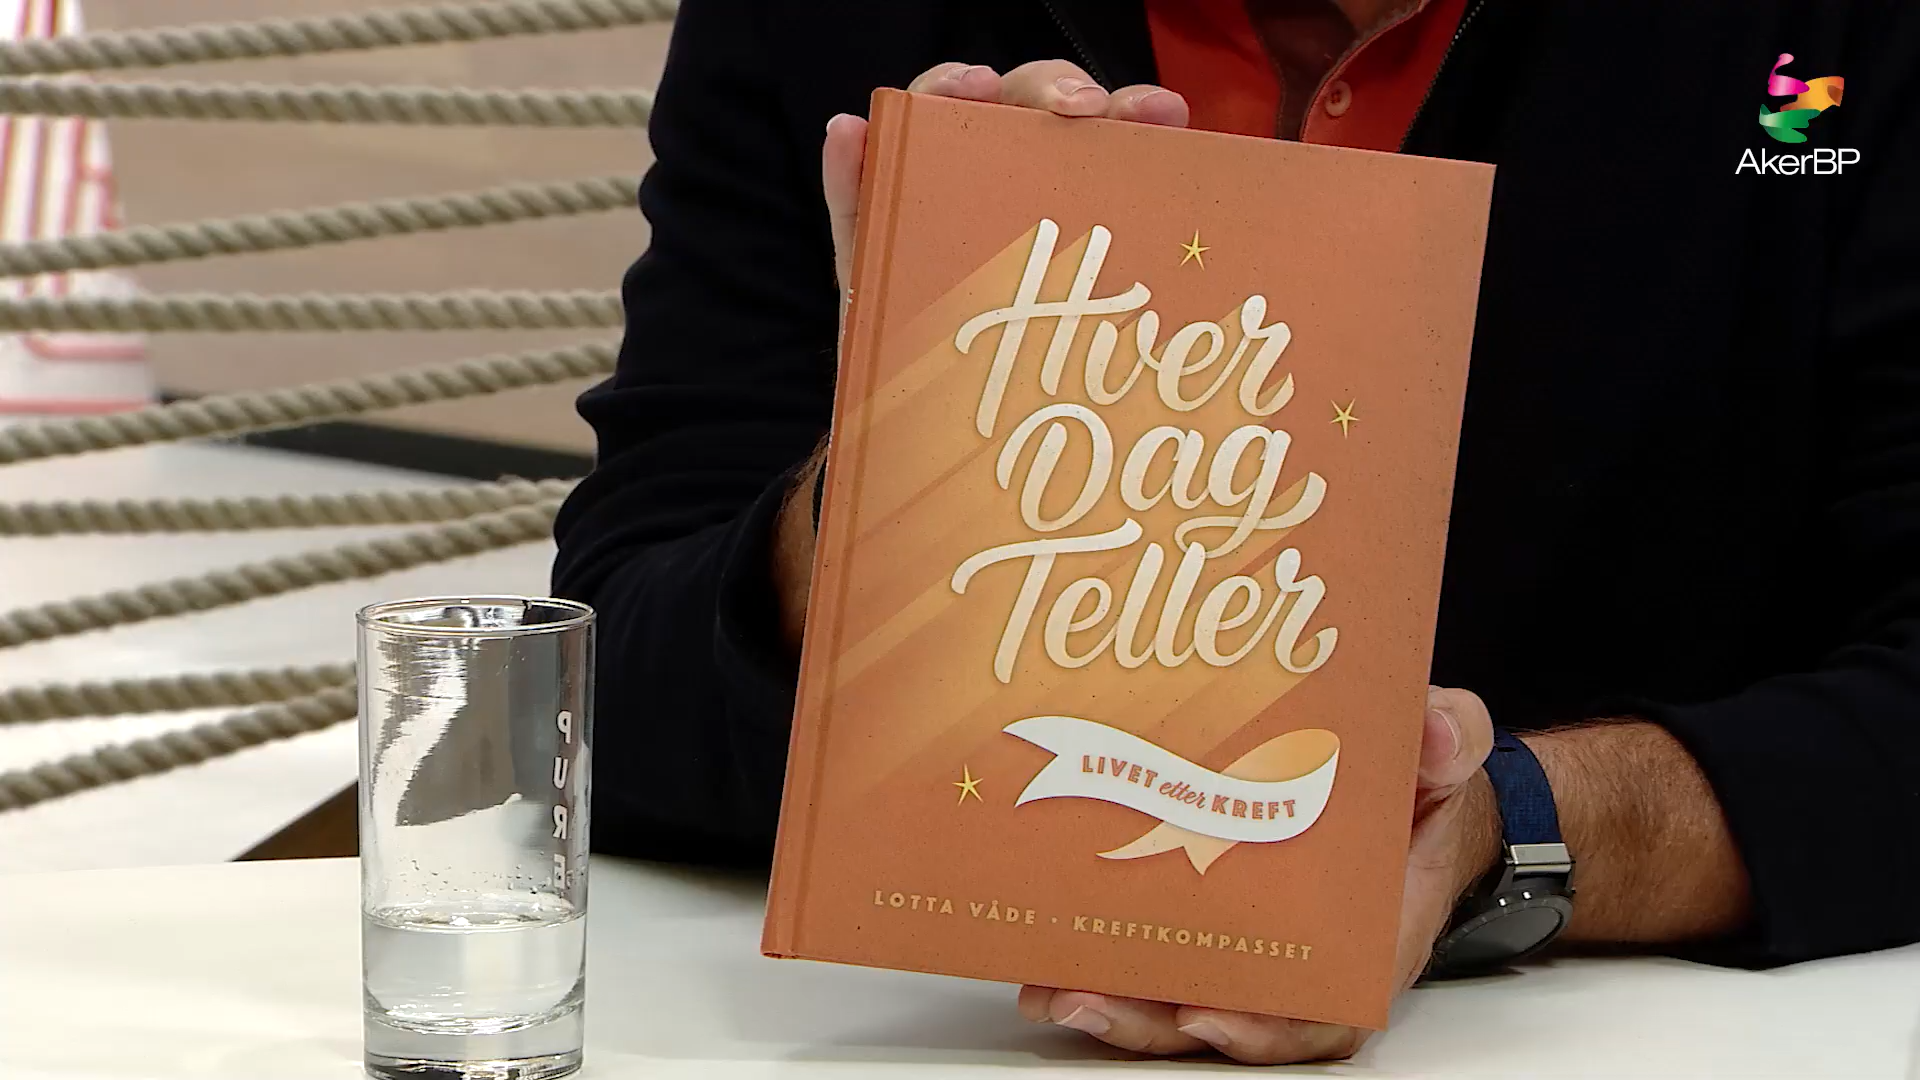 AkerBP
Hver
Dag
Teller
LIVET etter KREFT
LOTTA VÅDE · KREFTKOMPASSET
PURE